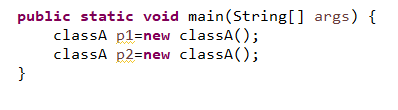 public static void main(String[] args) {
    classA p1=new classA();
    classA p2=new classA();
}